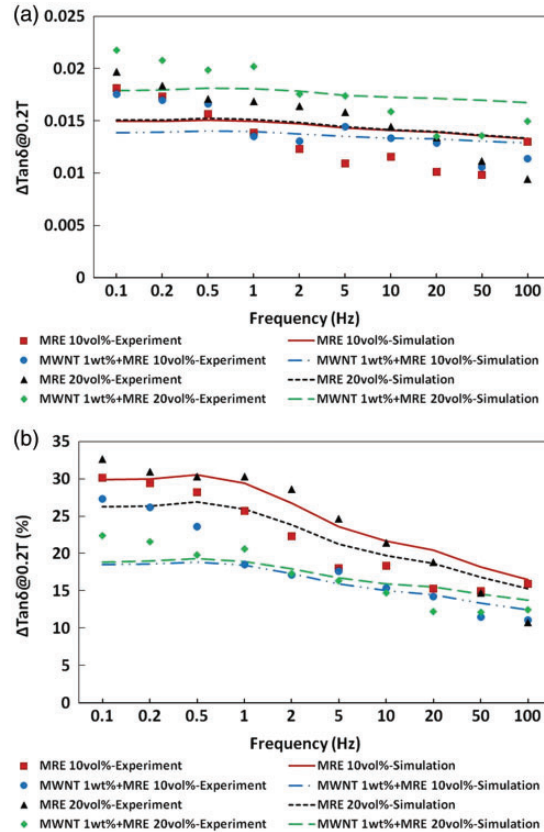 (a)
0.025
0.02
0.015
0.01
0.005
0
ΔTanδ@0.2T
0.1 0.2 0.5 1 2 5 10 20 50 100
Frequency (Hz)
MRE 10vol%-Experiment MRE 10vol%-Simulation
MWNT 1wt%+MRE 10vol%-Experiment MWNT 1wt%+MRE 10vol%-Simulation
MRE 20vol%-Experiment MRE 20vol%-Simulation
MWNT 1wt%+MRE 20vol%-Experiment MWNT 1wt%+MRE 20vol%-Simulation
(b)
35
30
25
20
15
10
5
0
ΔTanδ@0.2T (%)
0.1 0.2 0.5 1 2 5 10 20 50 100
Frequency (Hz)
MRE 10vol%-Experiment MRE 10vol%-Simulation
MWNT 1wt%+MRE 10vol%-Experiment MWNT 1wt%+MRE 10vol%-Simulation
MRE 20vol%-Experiment MRE 20vol%-Simulation
MWNT 1wt%+MRE 20vol%-Experiment MWNT 1wt%+MRE 20vol%-Simulation